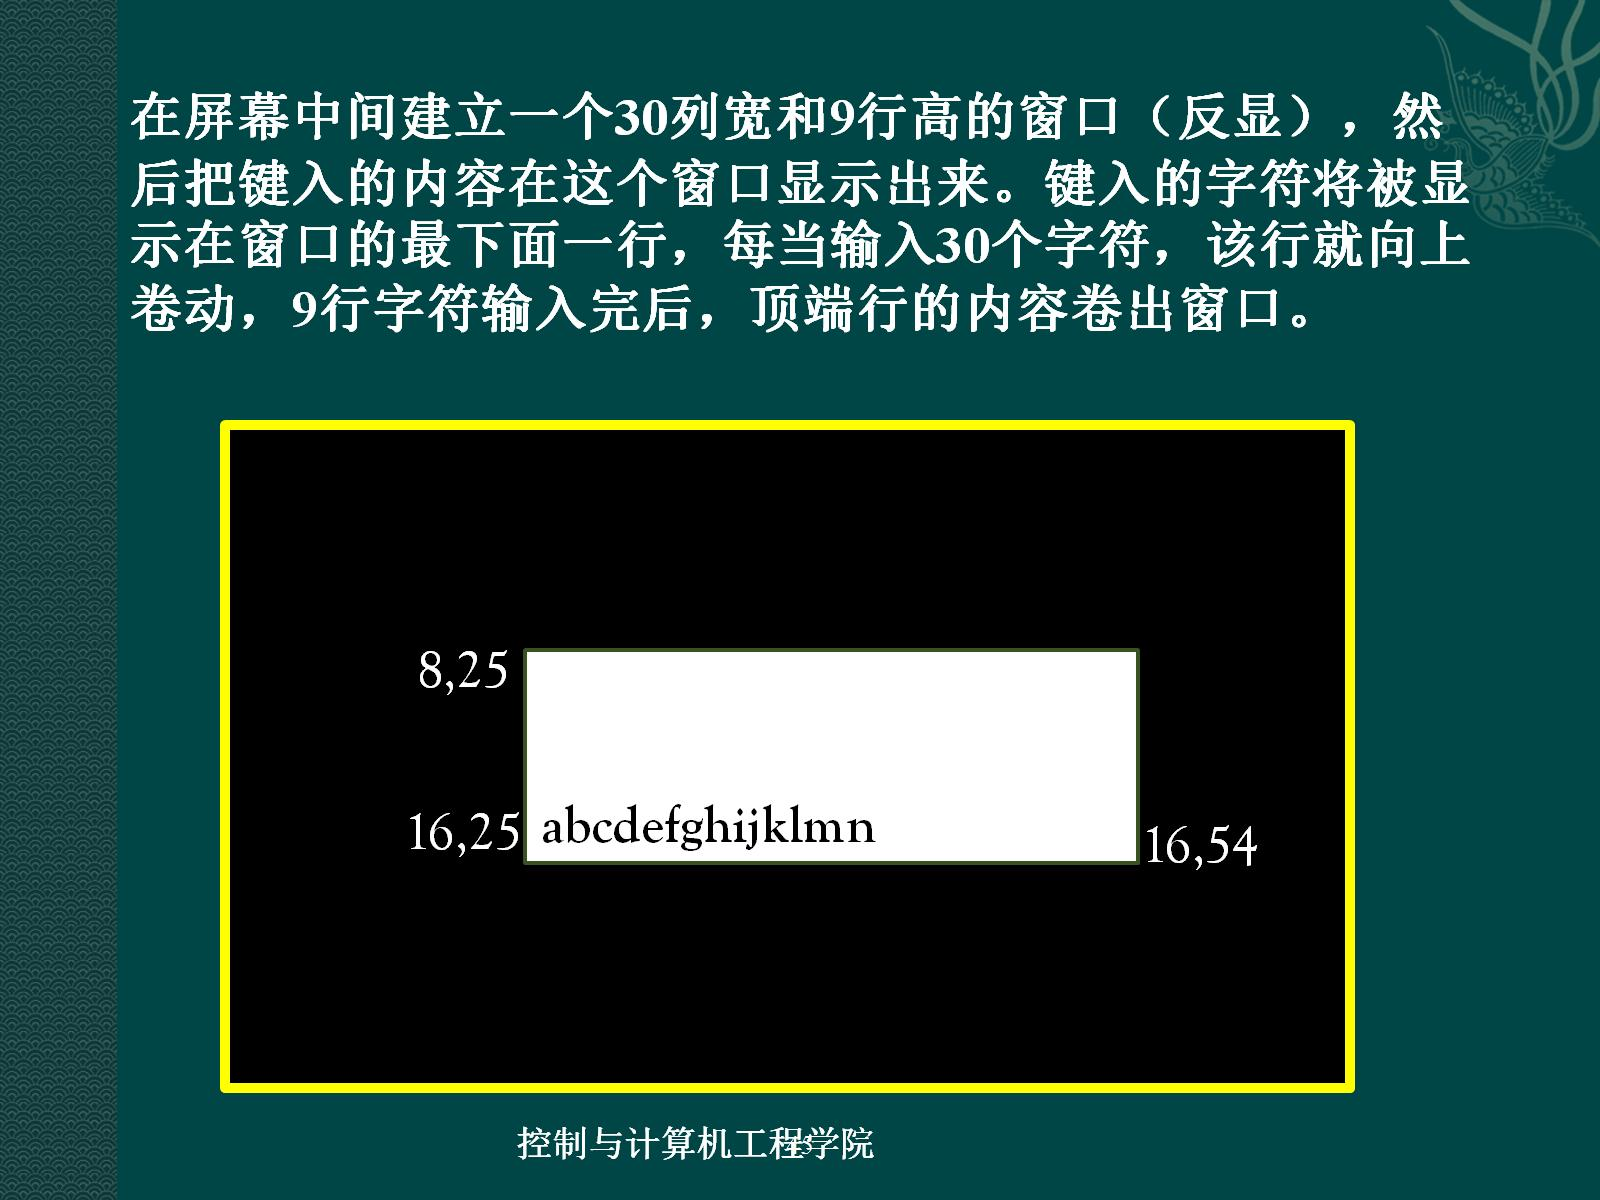 在屏幕中间建立一个30列宽和9行高的窗口（反显），然
后把键入的内容在这个窗口显示出来。键入的字符将被显
示在窗口的最下面一行，每当输入30个字符，该行就向上
卷动，9行字符输入完后，顶端行的内容卷出窗口。
8,25
16,25
abcdefghijklmn
16,54
控制与计算机工程学院